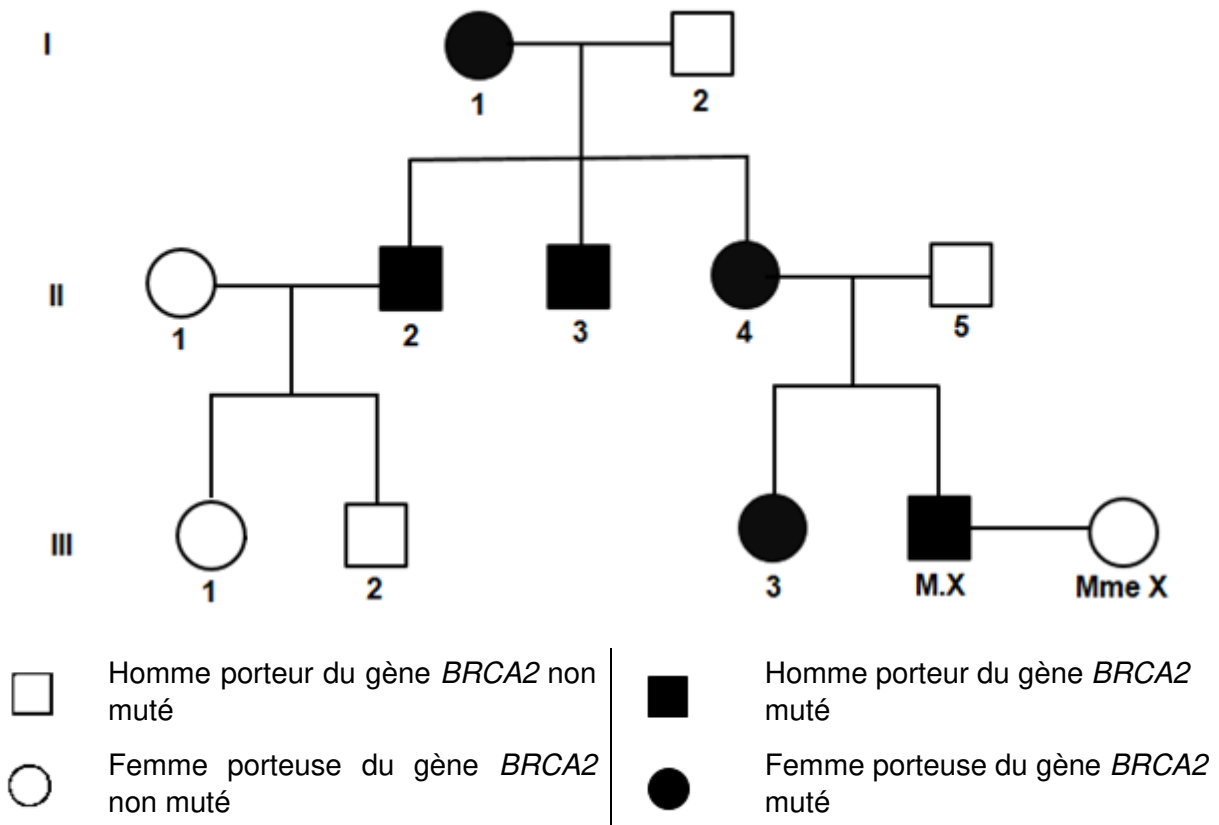 I
1
2
II
1
2
3
4
5
III
1
2
3
M.X
Mme X
Homme porteur du gène BRCA2 non
muté
Homme porteur du gène BRCA2
muté
Femme porteuse du gène BRCA2
non muté
Femme porteuse du gène BRCA2
muté